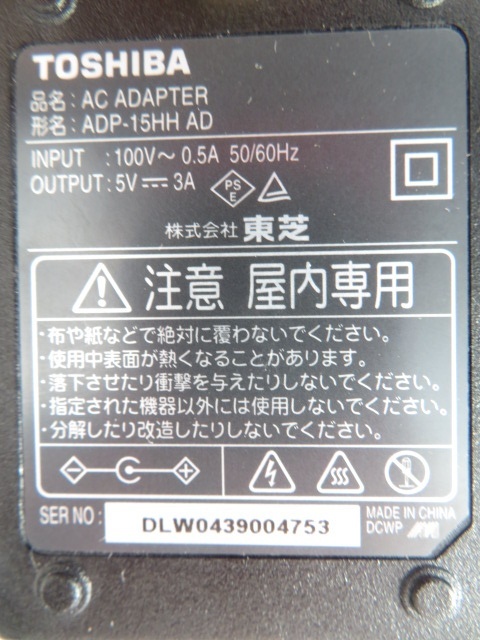 TOSHIBA
品名：AC ADAPTER
形名：ADP-15HH AD
INPUT ：100V～ 0.5A 50/60Hz
OUTPUT：5V⎓3A
PS
E
株式会社 東芝
注意 屋内専用
・布や紙などで絶対に覆わないでください。
・使用中表面が熱くなることがあります。
・落下させたり衝撃を与えたりしないでください。
・指定された機器以外には使用しないでください。
・分解したり改造したりしないでください。
SER NO： DLW0439004753
MADE IN CHINA
DCWP